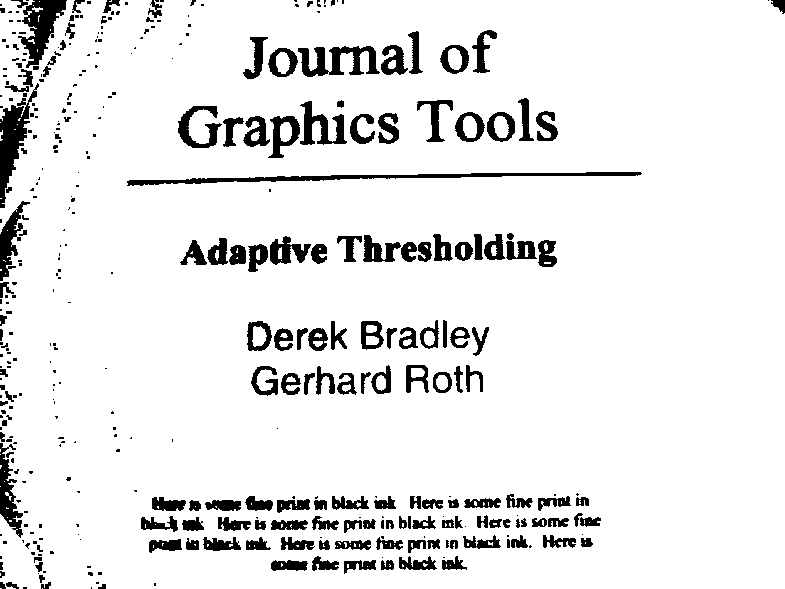 Journal of
Graphics Tools
Adaptive Thresholding
Derek Bradley
Gerhard Roth
Here is some fine print in black ink Here is some fine print in
black ink Here is some fine print in black ink. Here is some fine
print in black ink. Here is some fine print in black ink. Here is
some fine print in black ink.